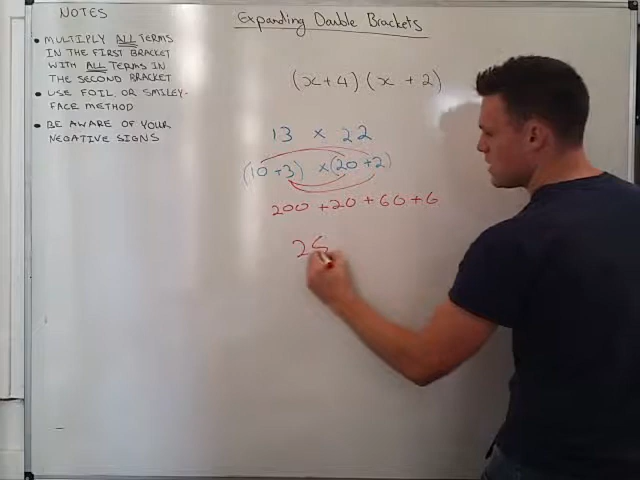 NOTES
Expanding Double Brackets
• MULTIPLY ALL TERMS
IN THE FIRST BRACKET
WITH ALL TERMS IN
THE SECOND BRACKET
• USE FOIL OR SMILEY-
FACE METHOD
• BE AWARE OF YOUR
NEGATIVE SIGNS
(x+4)(x+2)
13 x 22
(10+3) x(20+2)
200 +20 +60 +6